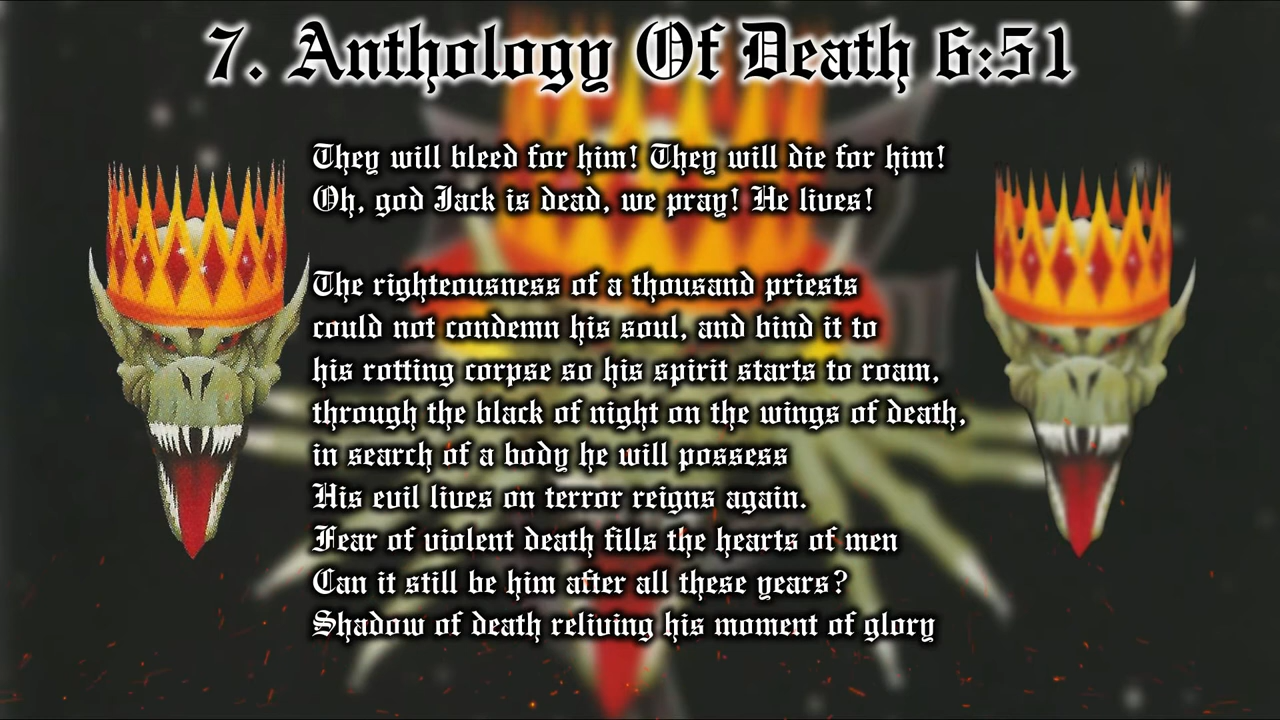 7. Anthology Of Death 6:51
They will bleed for him! They will die for him!
Oh, god Jack is dead, we pray! He lives!
The righteousness of a thousand priests
could not condemn his soul, and bind it to
his rotting corpse so his spirit starts to roam,
through the black of night on the wings of death,
in search of a body he will possess
His evil lives on terror reigns again.
Fear of violent death fills the hearts of men
Can it still be him after all these years?
Shadow of death reliving his moment of glory